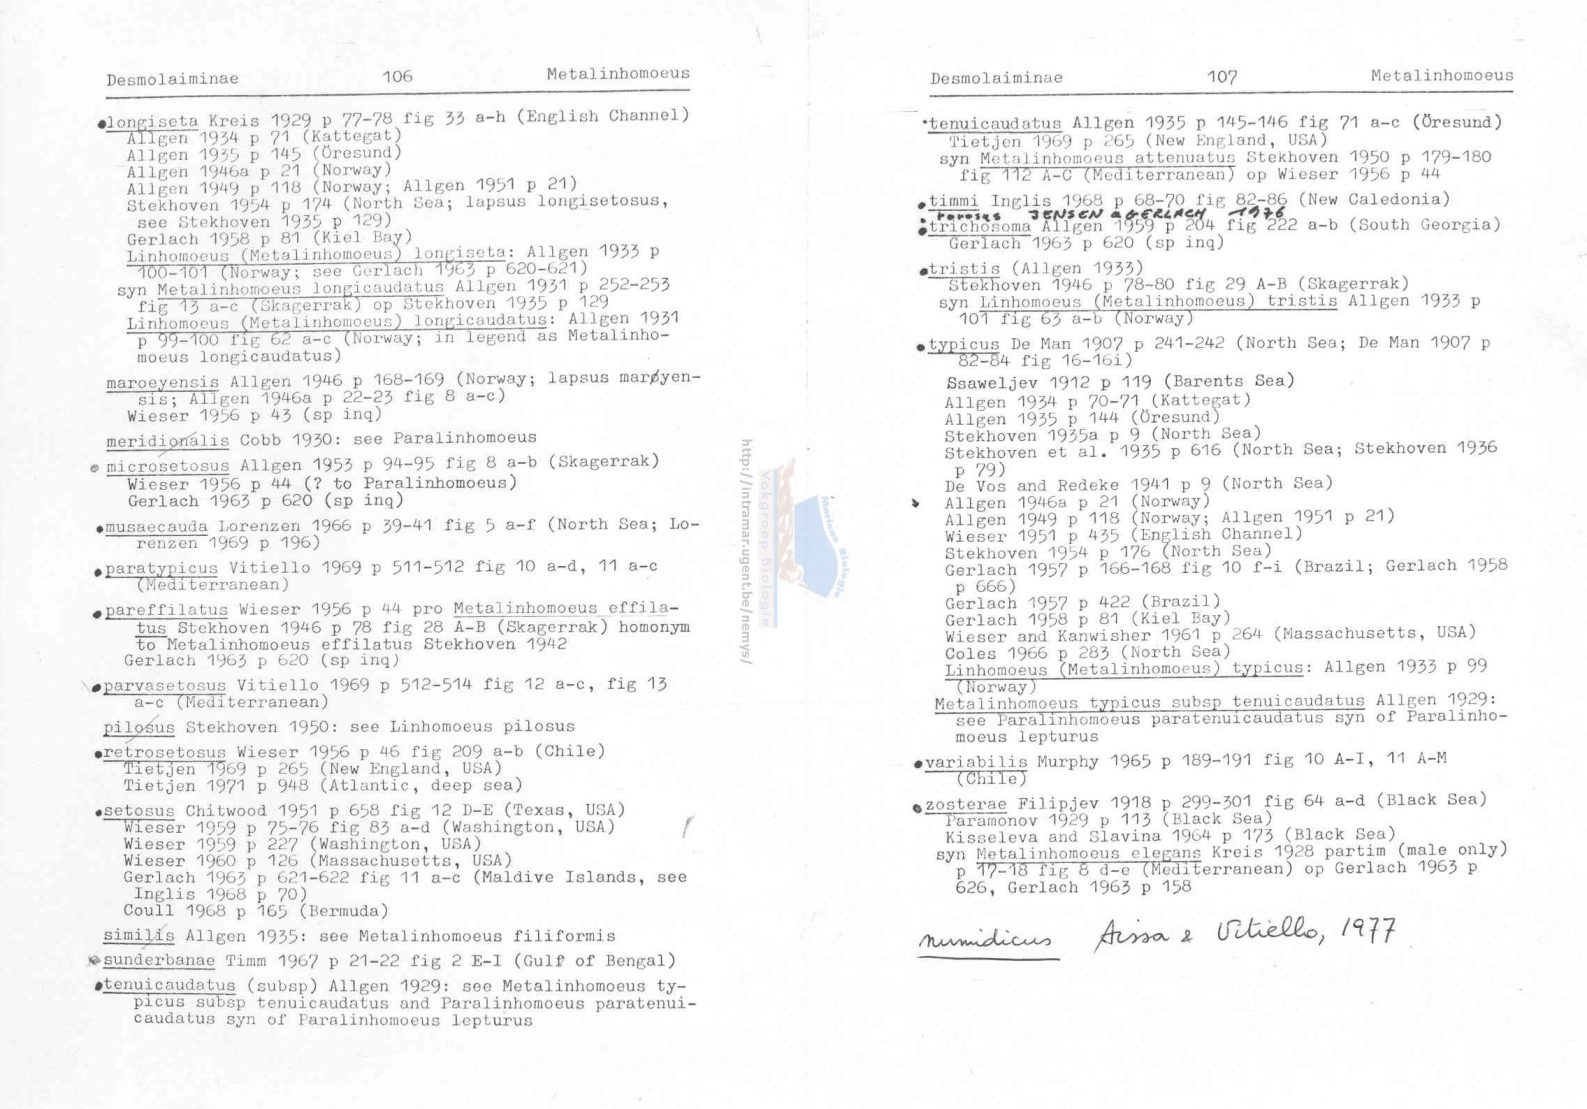 Desmolaiminae 106 Metalinhomoeus
longiseta Kreis 1929 p 77-78 fig 33 a-h (English Channel)
Allgen 1934 p 71 (Kattegat)
Allgen 1935 p 145 (Öresund)
Allgen 1946a p 21 (Norway)
Allgen 1949 p 118 (Norway; Allgen 1951 p 21)
Stekhoven 1954 p 174 (North Sea; lapsus longisetosus,
see Stekhoven 1935 p 129)
Gerlach 1958 p 81 (Kiel Bay)
Linhomoeus (Metalinhomoeus) longiseta: Allgen 1933 p
100-101 (Norway; see Gerlach 1963 p 620-621)
syn Metalinhomoeus longicaudatus Allgen 1931 p 252-253
fig 13 a-c (Skagerrak) op Stekhoven 1935 p 129
Linhomoeus (Metalinhomoeus) longicaudatus: Allgen 1931
p 99-100 fig 62 a-c (Norway; in legend as Metalinho-
moeus longicaudatus)
maroeyensis Allgen 1946 p 168-169 (Norway; lapsus marøyen-
sis; Allgen 1946a p 22-23 fig 8 a-c)
Wieser 1956 p 43 (sp inq)
meridionalis Cobb 1930: see Paralinhomoeus
microsetosus Allgen 1953 p 94-95 fig 8 a-b (Skagerrak)
Wieser 1956 p 44 (? to Paralinhomoeus)
Gerlach 1963 p 620 (sp inq)
musaecauda Lorenzen 1966 p 39-41 fig 5 a-f (North Sea; Lo-
renzen 1969 p 196)
paratypicus Vitiello 1969 p 511-512 fig 10 a-d, 11 a-c
(Mediterranean)
pareffilatus Wieser 1956 p 44 pro Metalinhomoeus effila-
tus Stekhoven 1946 p 78 fig 28 A-B (Skagerrak) homonym
to Metalinhomoeus effilatus Stekhoven 1942
Gerlach 1963 p 620 (sp inq)
parvasetosus Vitiello 1969 p 512-514 fig 12 a-c, fig 13
a-c (Mediterranean)
pilosus Stekhoven 1950: see Linhomoeus pilosus
retrosetosus Wieser 1956 p 46 fig 209 a-b (Chile)
Tietjen 1969 p 265 (New England, USA)
Tietjen 1971 p 948 (Atlantic, deep sea)
setosus Chitwood 1951 p 658 fig 12 D-E (Texas, USA)
Wieser 1959 p 75-76 fig 83 a-d (Washington, USA)
Wieser 1959 p 227 (Washington, USA)
Wieser 1960 p 126 (Massachusetts, USA)
Gerlach 1963 p 621-622 fig 11 a-c (Maldive Islands, see
Inglis 1968 p 70)
Coull 1968 p 165 (Bermuda)
similis Allgen 1935: see Metalinhomoeus filiformis
sunderbanae Timm 1967 p 21-22 fig 2 E-I (Gulf of Bengal)
tenuicaudatus (subsp) Allgen 1929: see Metalinhomoeus ty-
picus subsp tenuicaudatus and Paralinhomoeus paratenui-
caudatus syn of Paralinhomoeus lepturus
http://intramar.ugent.be/nemys/
Vakgroep Biologie
Mariene Biologie
Desmolaiminae 107 Metalinhomoeus
tenuicaudatus Allgen 1935 p 145-146 fig 71 a-c (Öresund)
Tietjen 1969 p 265 (New England, USA)
syn Metalinhomoeus attenuatus Stekhoven 1950 p 179-180
fig 112 A-C (Mediterranean) op Wieser 1956 p 44
timmi Inglis 1968 p 68-70 fig 82-86 (New Caledonia)
torosus JENSEN & GERLACH 1976
trichosoma Allgen 1959 p 204 fig 222 a-b (South Georgia)
Gerlach 1963 p 620 (sp inq)
tristis (Allgen 1933)
Stekhoven 1946 p 78-80 fig 29 A-B (Skagerrak)
syn Linhomoeus (Metalinhomoeus) tristis Allgen 1933 p
101 fig 63 a-b (Norway)
typicus De Man 1907 p 241-242 (North Sea; De Man 1907 p
82-84 fig 16-16i)
Ssaweljev 1912 p 119 (Barents Sea)
Allgen 1934 p 70-71 (Kattegat)
Allgen 1935 p 144 (Öresund)
Stekhoven 1935a p 9 (North Sea)
Stekhoven et al. 1935 p 616 (North Sea; Stekhoven 1936
p 79)
De Vos and Redeke 1941 p 9 (North Sea)
Allgen 1946a p 21 (Norway)
Allgen 1949 p 118 (Norway; Allgen 1951 p 21)
Wieser 1951 p 435 (English Channel)
Stekhoven 1954 p 176 (North Sea)
Gerlach 1957 p 166-168 fig 10 f-i (Brazil; Gerlach 1958
p 666)
Gerlach 1957 p 422 (Brazil)
Gerlach 1958 p 81 (Kiel Bay)
Wieser and Kanwisher 1961 p 264 (Massachusetts, USA)
Coles 1966 p 283 (North Sea)
Linhomoeus (Metalinhomoeus) typicus: Allgen 1933 p 99
(Norway)
Metalinhomoeus typicus subsp tenuicaudatus Allgen 1929:
see Paralinhomoeus paratenuicaudatus syn of Paralinho-
moeus lepturus
variabilis Murphy 1965 p 189-191 fig 10 A-I, 11 A-M
(Chile)
zosterae Filipjev 1918 p 299-301 fig 64 a-d (Black Sea)
Paramonov 1929 p 113 (Black Sea)
Kisseleva and Slavina 1964 p 173 (Black Sea)
syn Metalinhomoeus elegans Kreis 1928 partim (male only)
p 17-18 fig 8 d-e (Mediterranean) op Gerlach 1963 p
626, Gerlach 1963 p 158
numidicus Aissa & Vitiello, 1977